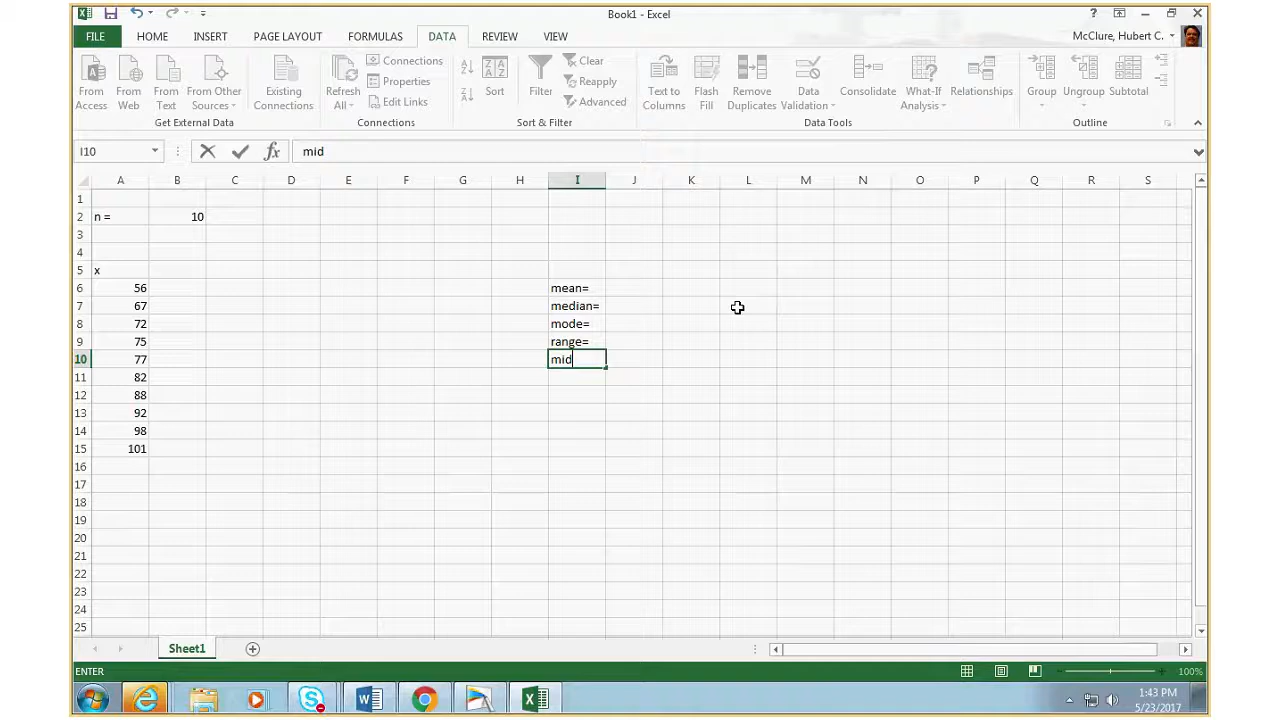 Book1 - Excel
?
FILE HOME INSERT PAGE LAYOUT FORMULAS DATA REVIEW VIEW
McClure, Hubert C.
From Access
From Web
From Text
From Other Sources
Existing Connections
Refresh All
Connections
Properties
Edit Links
Sort
Filter
Clear
Reapply
Advanced
Text to Columns
Flash Fill
Remove Duplicates
Data Validation
Consolidate
What-If Analysis
Relationships
Group
Ungroup
Subtotal
Get External Data
Connections
Sort & Filter
Data Tools
Outline
I10
fx
mid
A B C D E F G H I J K L M N O P Q R S
1
2 n = 10
3
4
5 x
6 56 mean=
7 67 median=
8 72 mode=
9 75 range=
10 77 mid
11 82
12 88
13 92
14 98
15 101
16
17
18
19
20
21
22
23
24
25
Sheet1
ENTER
100%
1:43 PM
5/23/2017